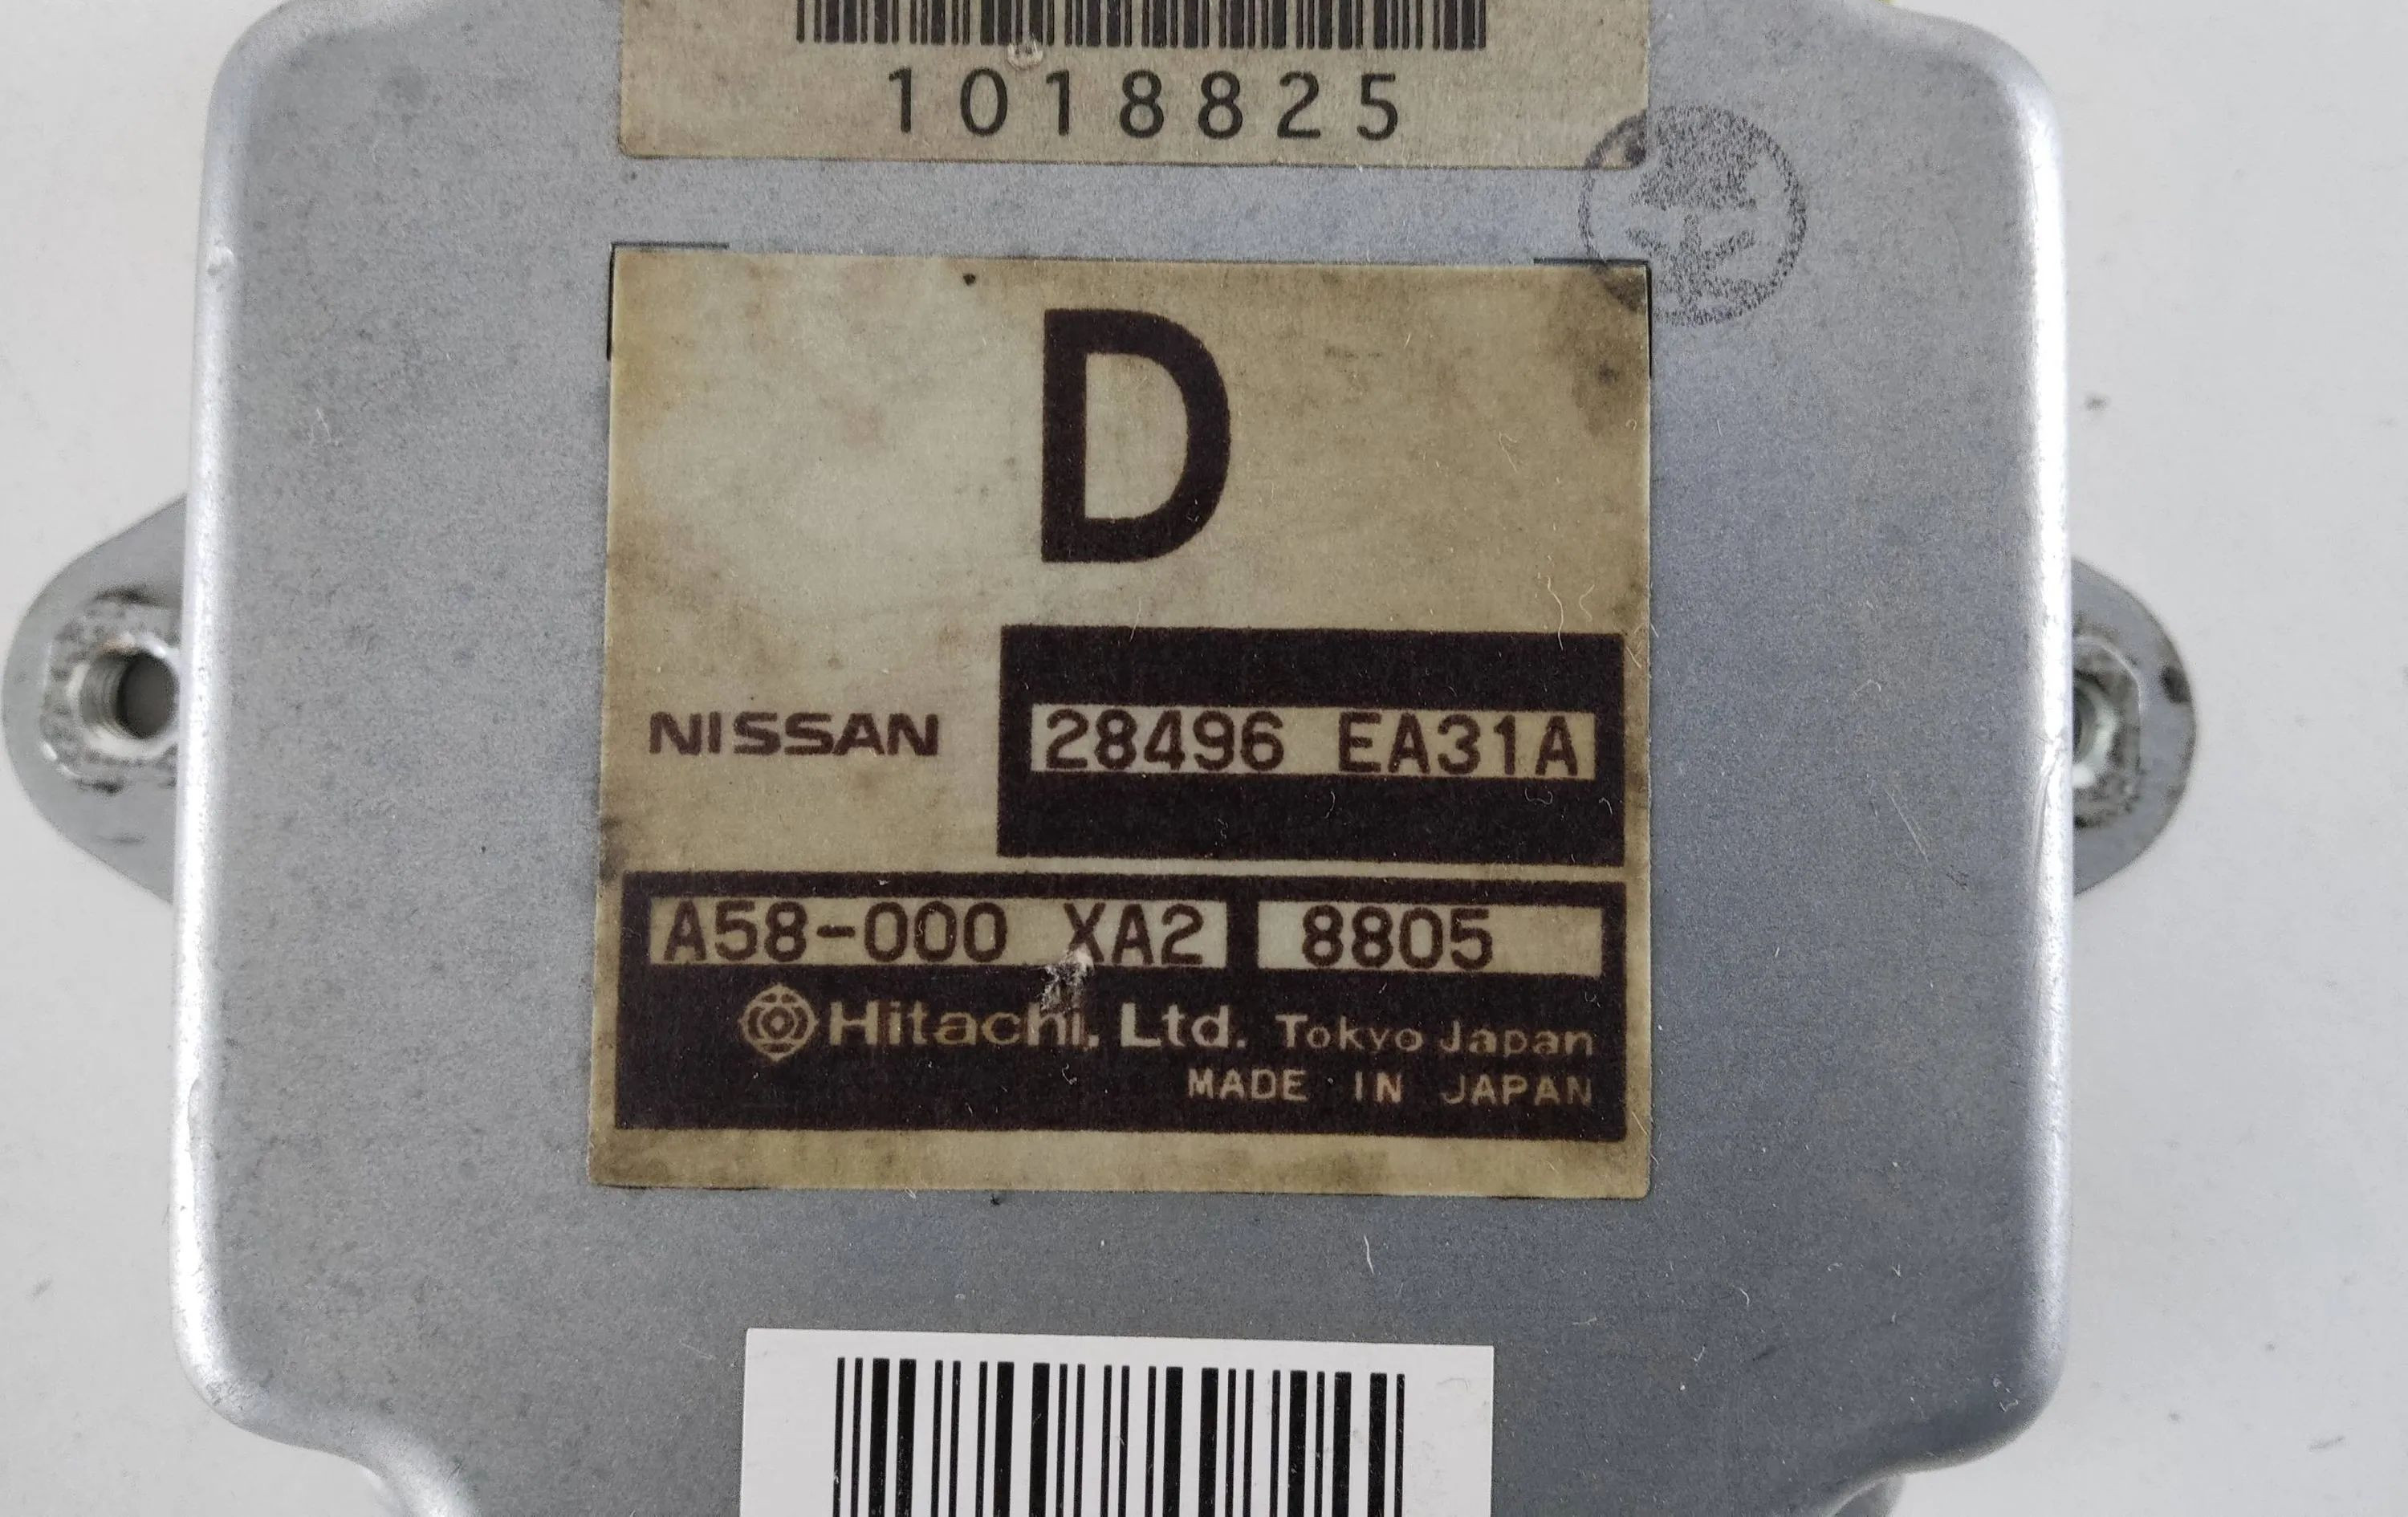 1018825
D
NISSAN 28496 EA31A
A58-000 XA2 8805
Hitachi, Ltd. Tokyo Japan
MADE IN JAPAN